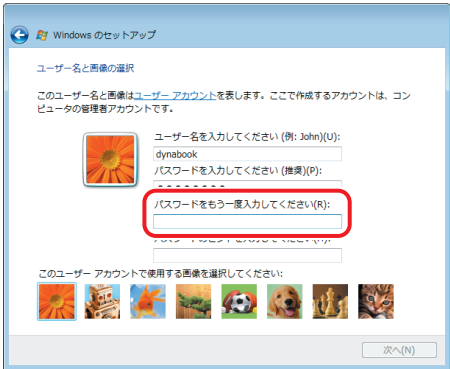 Windows のセットアップ
ユーザー名と画像の選択
このユーザー名と画像はユーザー アカウントを表します。ここで作成するアカウントは、コン
ピュータの管理者アカウントです。
ユーザー名を入力してください (例: John)(U):
dynabook
パスワードを入力してください (推奨)(P):
パスワードをもう一度入力してください(R):
このユーザー アカウントで使用する画像を選択してください:
次へ(N)